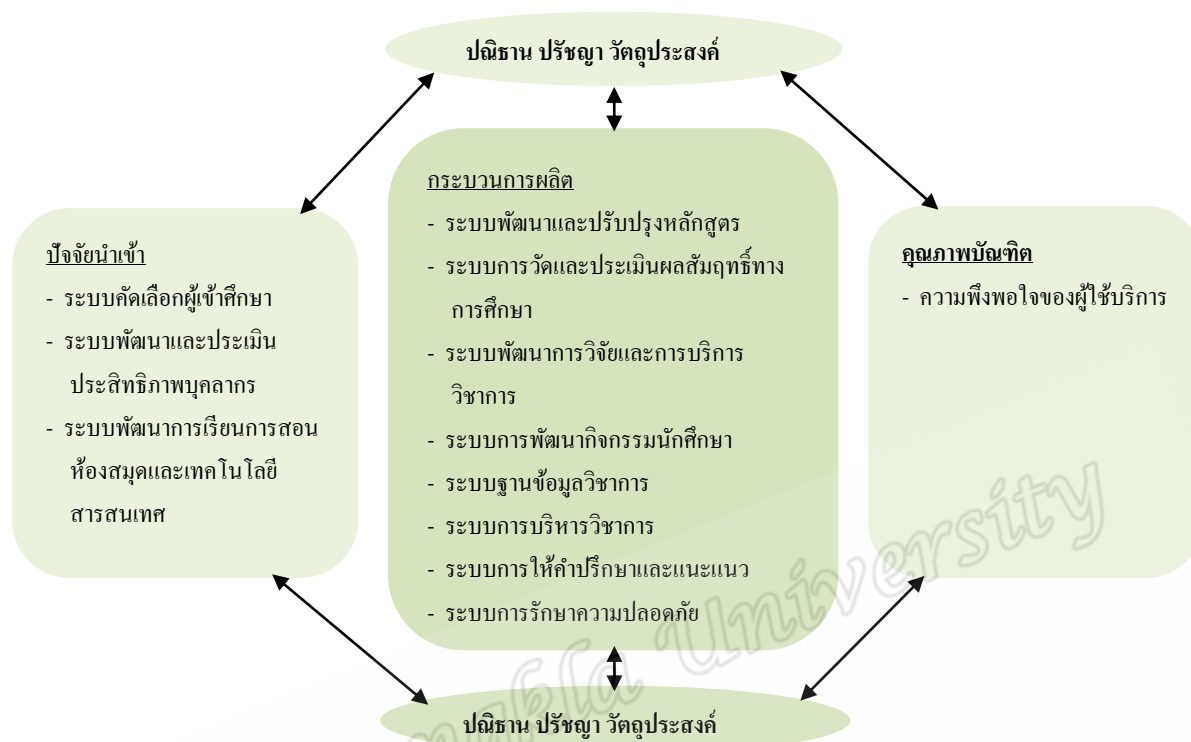 ปณิธาน ปรัชญา วัตถุประสงค์
ปัจจัยนำเข้า
- ระบบคัดเลือกผู้เข้าศึกษา
- ระบบพัฒนาและประเมิน
ประสิทธิภาพบุคลากร
- ระบบพัฒนาการเรียนการสอน
ห้องสมุดและเทคโนโลยี
สารสนเทศ
กระบวนการผลิต
- ระบบพัฒนาและปรับปรุงหลักสูตร
- ระบบการวัดและประเมินผลสัมฤทธิ์ทาง
การศึกษา
- ระบบพัฒนาการวิจัยและการบริการ
วิชาการ
- ระบบการพัฒนากิจกรรมนักศึกษา
- ระบบฐานข้อมูลวิชาการ
- ระบบการบริหารวิชาการ
- ระบบการให้คำปรึกษาและแนะแนว
- ระบบการรักษาความปลอดภัย
คุณภาพบัณฑิต
- ความพึงพอใจของผู้ใช้บริการ
ปณิธาน ปรัชญา วัตถุประสงค์
University